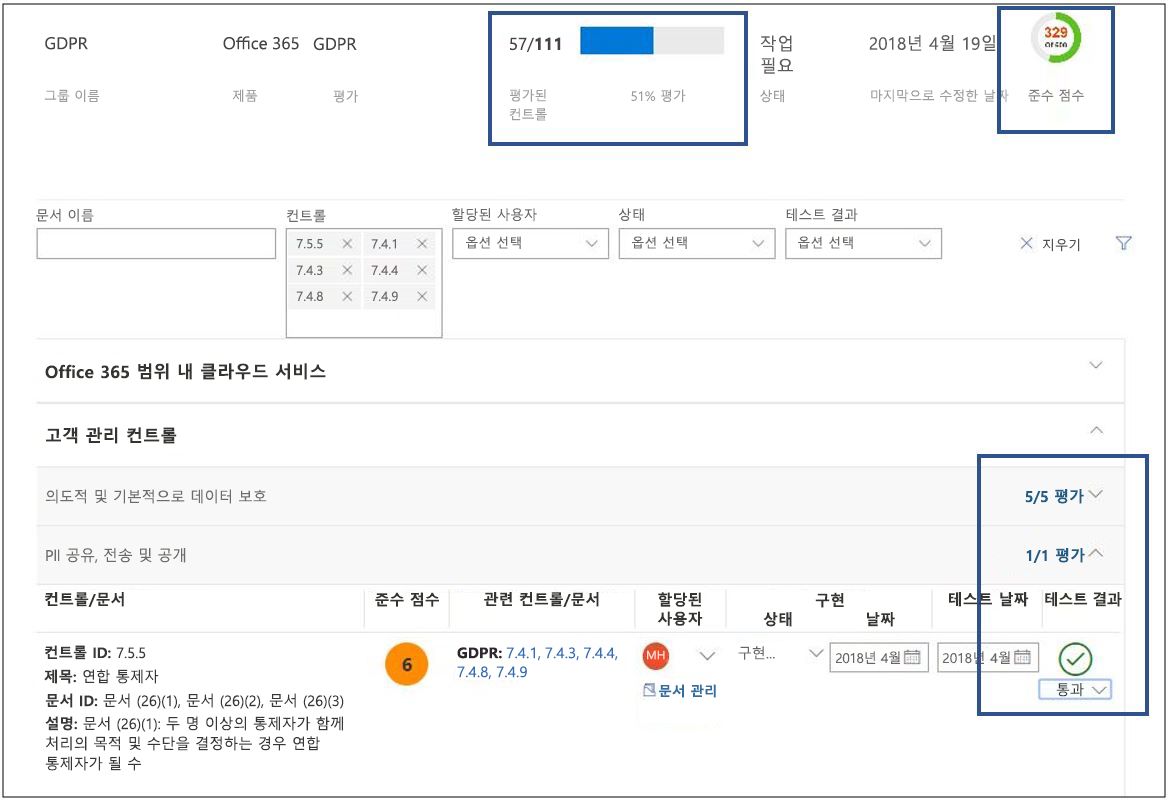 GDPR
Office 365 GDPR
57/111
작업
필요
2018년 4월 19일
329
Of 600
그룹 이름
제품
평가
평가된
컨트롤
51% 평가
상태
마지막으로 수정한 날짜
준수 점수
문서 이름
컨트롤
할당된 사용자
상태
테스트 결과
7.5.5 7.4.1
7.4.3 7.4.4
7.4.8 7.4.9
옵션 선택
옵션 선택
옵션 선택
지우기
Office 365 범위 내 클라우드 서비스
고객 관리 컨트롤
의도적 및 기본적으로 데이터 보호
5/5 평가
PII 공유, 전송 및 공개
1/1 평가
컨트롤/문서
준수 점수
관련 컨트롤/문서
할당된
사용자
구현
상태
날짜
테스트 날짜
테스트 결과
컨트롤 ID: 7.5.5
제목: 연합 통제자
문서 ID: 문서 (26)(1), 문서 (26)(2), 문서 (26)(3)
설명: 문서 (26)(1): 두 명 이상의 통제자가 함께
처리의 목적 및 수단을 결정하는 경우 연합
통제자가 될 수
6
GDPR: 7.4.1, 7.4.3, 7.4.4,
7.4.8, 7.4.9
MH
문서 관리
구현...
2018년 4월
2018년 4월
통과